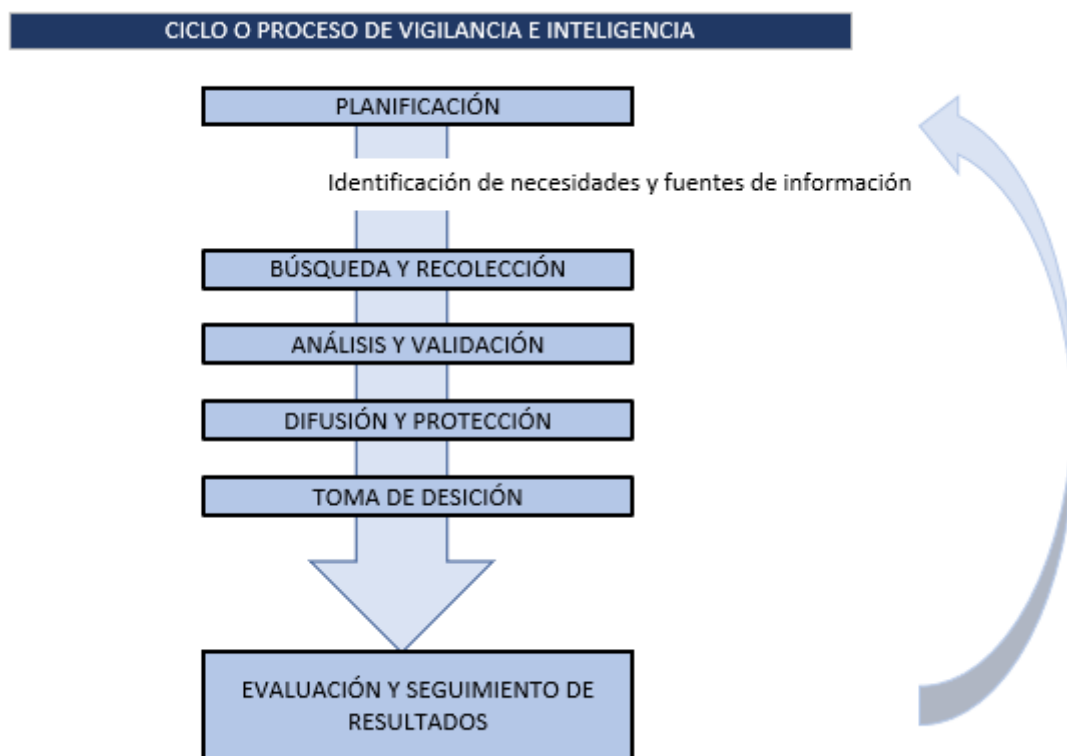 CICLO O PROCESO DE VIGILANCIA E INTELIGENCIA
PLANIFICACIÓN
Identificación de necesidades y fuentes de información
BÚSQUEDA Y RECOLECCIÓN
ANÁLISIS Y VALIDACIÓN
DIFUSIÓN Y PROTECCIÓN
TOMA DE DESICIÓN
EVALUACIÓN Y SEGUIMIENTO DE
RESULTADOS